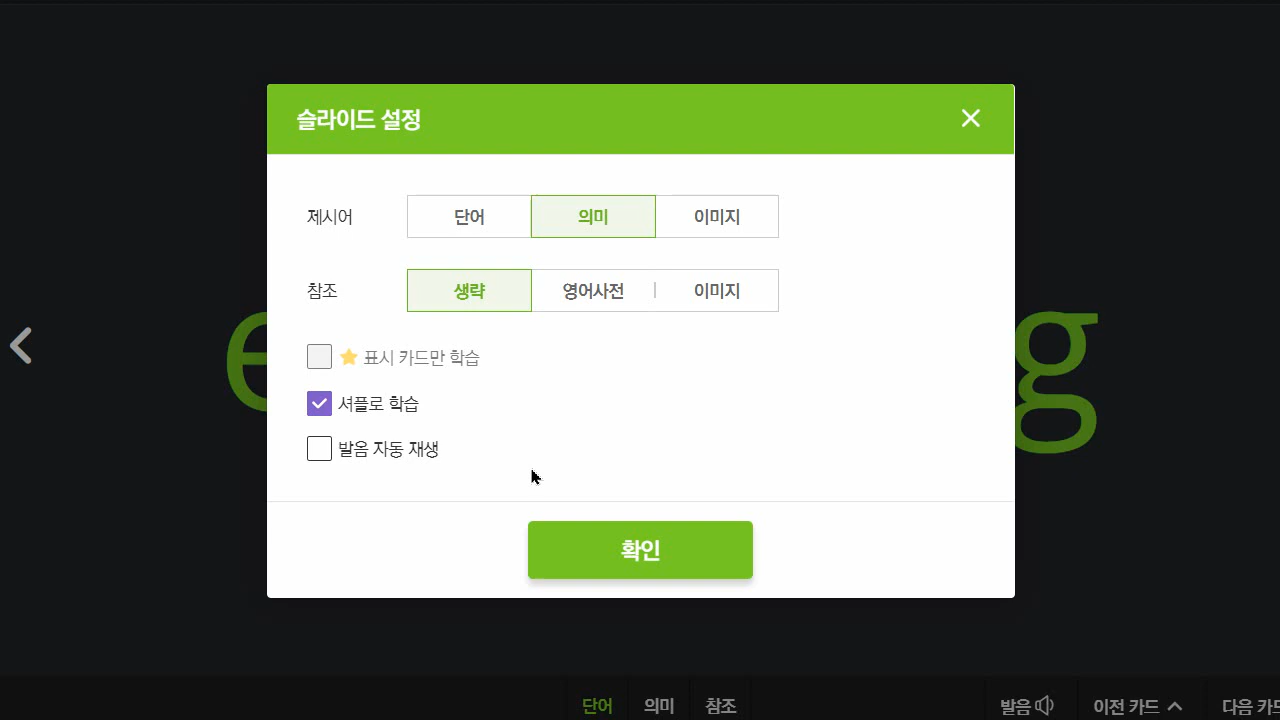 슬라이드 설정
제시어 단어 의미 이미지
참조 생략 영어사전 이미지
표시 카드만 학습
셔플로 학습
발음 자동 재생
확인
단어 의미 참조 발음 이전 카드 다음